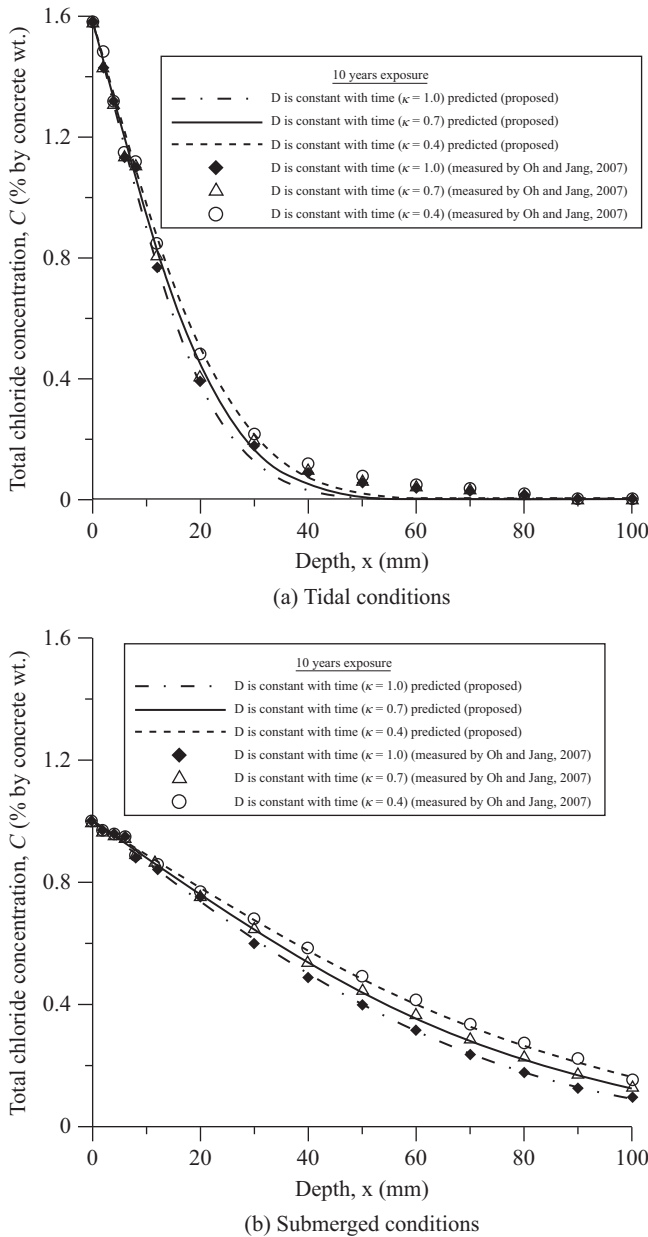 1.6
1.2
0.8
0.4
0
Total chloride concentration, C (% by concrete wt.)
10 years exposure
D is constant with time (κ = 1.0) predicted (proposed)
D is constant with time (κ = 0.7) predicted (proposed)
D is constant with time (κ = 0.4) predicted (proposed)
D is constant with time (κ = 1.0) (measured by Oh and Jang, 2007)
D is constant with time (κ = 0.7) (measured by Oh and Jang, 2007)
D is constant with time (κ = 0.4) (measured by Oh and Jang, 2007)
0 20 40 60 80 100
Depth, x (mm)
(a) Tidal conditions
1.6
1.2
0.8
0.4
0
Total chloride concentration, C (% by concrete wt.)
10 years exposure
D is constant with time (κ = 1.0) predicted (proposed)
D is constant with time (κ = 0.7) predicted (proposed)
D is constant with time (κ = 0.4) predicted (proposed)
D is constant with time (κ = 1.0) (measured by Oh and Jang, 2007)
D is constant with time (κ = 0.7) (measured by Oh and Jang, 2007)
D is constant with time (κ = 0.4) (measured by Oh and Jang, 2007)
0 20 40 60 80 100
Depth, x (mm)
(b) Submerged conditions